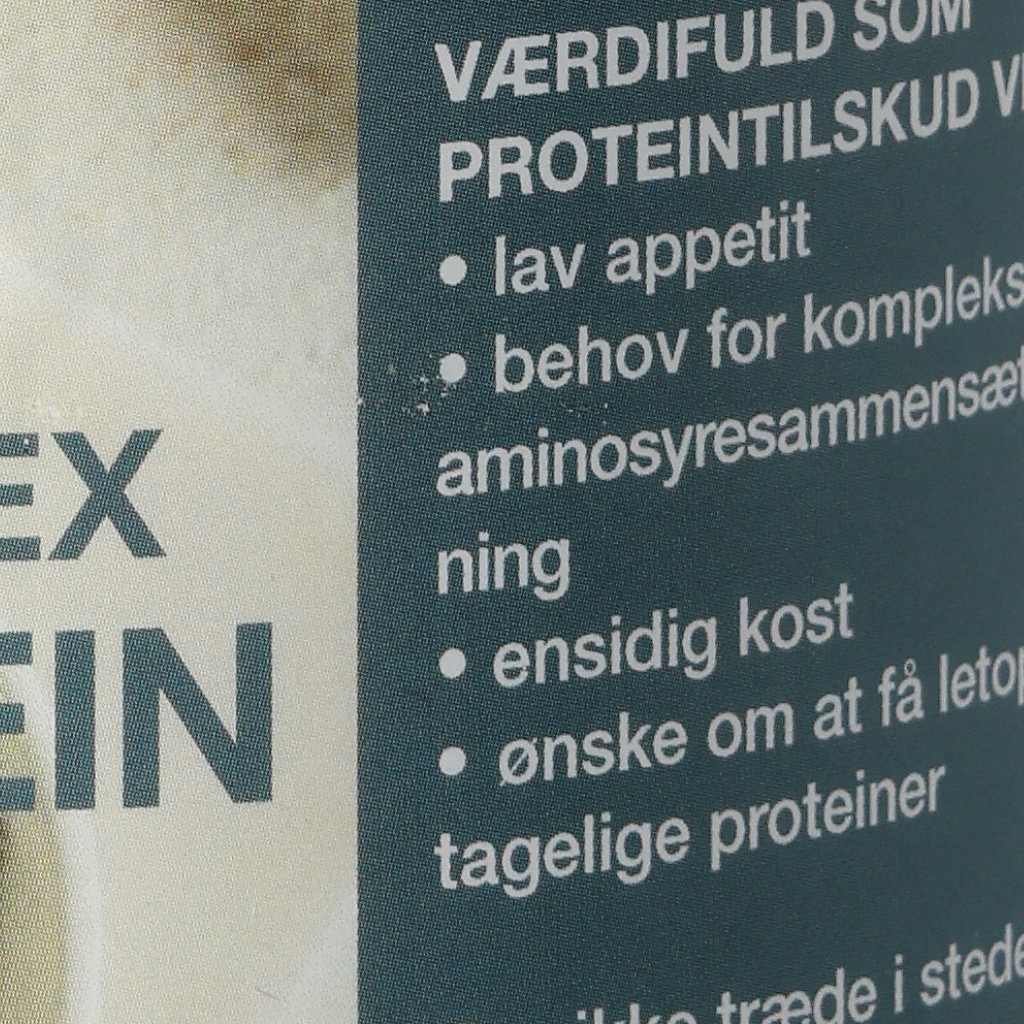 VÆRDIFULD SOM
PROTEINTILSKUD
• lav appetit
• behov for kompleks
aminosyresammensæt
ning
• ensidig kost
• ønske om at få letop
tagelige proteiner
træde i stede
EX
EIN